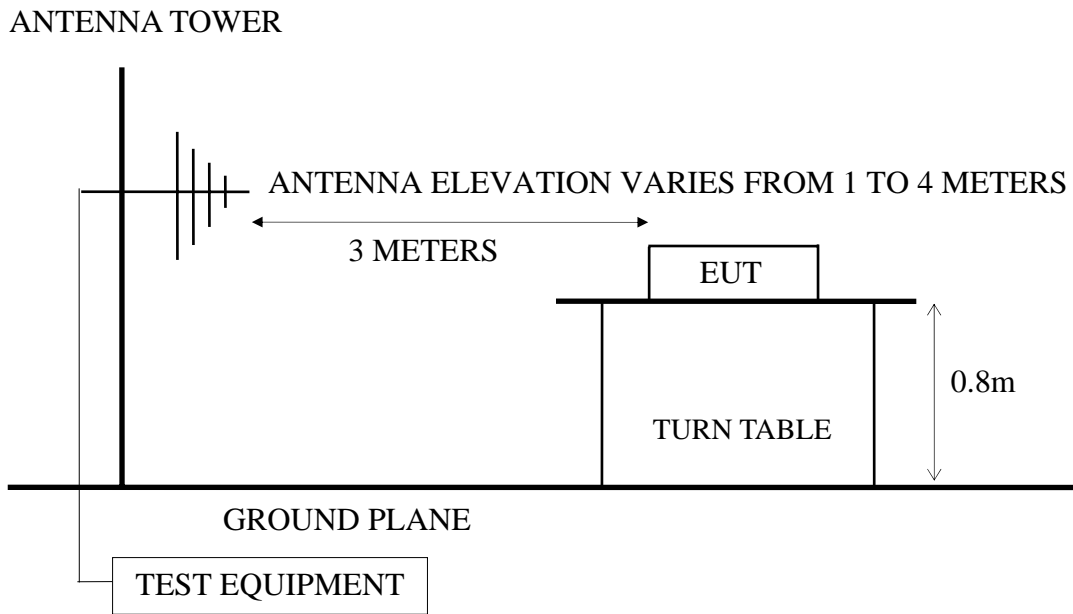 ANTENNA TOWER
ANTENNA ELEVATION VARIES FROM 1 TO 4 METERS
3 METERS
EUT
0.8m
TURN TABLE
GROUND PLANE
TEST EQUIPMENT